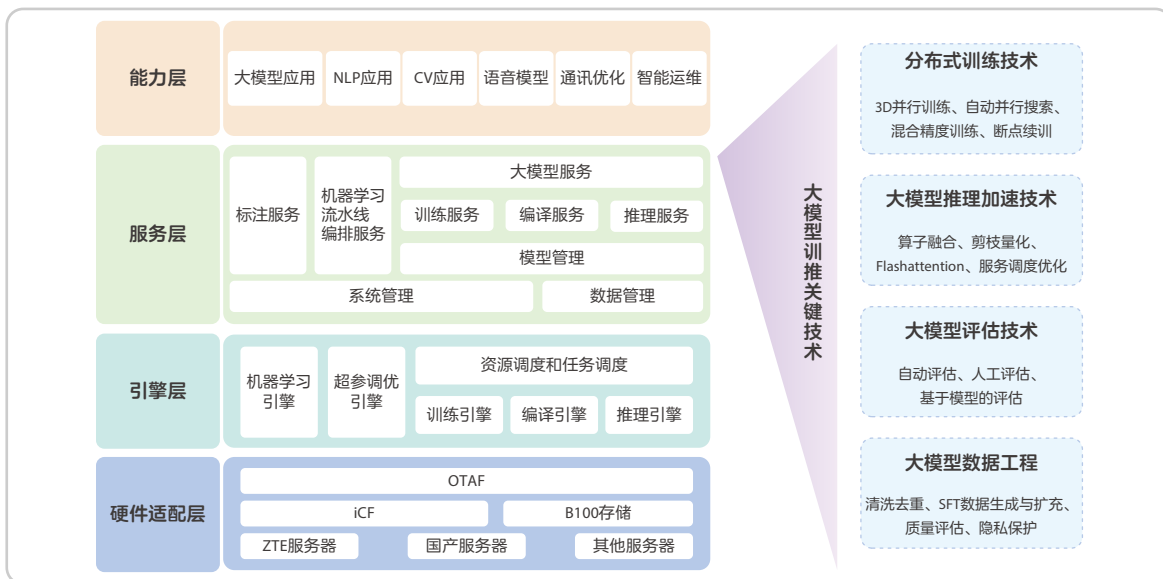 能力层
大模型应用
NLP应用
CV应用
语音模型
通讯优化
智能运维
服务层
标注服务
机器学习
流水线
编排服务
大模型服务
训练服务
编译服务
推理服务
模型管理
系统管理
数据管理
引擎层
机器学习
引擎
超参调优
引擎
资源调度和任务调度
训练引擎
编译引擎
推理引擎
硬件适配层
OTAF
iCF
B100存储
ZTE服务器
国产服务器
其他服务器
大模型训推关键技术
分布式训练技术
3D并行训练、自动并行搜索、
混合精度训练、断点续训
大模型推理加速技术
算子融合、剪枝量化、
Flashattention、服务调度优化
大模型评估技术
自动评估、人工评估、
基于模型的评估
大模型数据工程
清洗去重、SFT数据生成与扩充、
质量评估、隐私保护